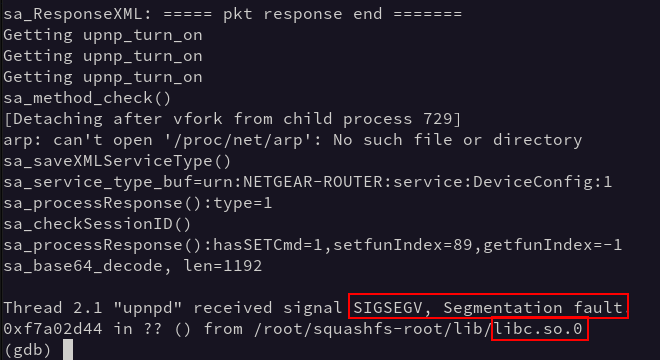 sa_ResponseXML: ===== pkt response end =======
Getting upnp_turn_on
Getting upnp_turn_on
Getting upnp_turn_on
sa_method_check()
[Detaching after vfork from child process 729]
arp: can't open '/proc/net/arp': No such file or directory
sa_saveXMLServiceType()
sa_service_type_buf=urn:NETGEAR-ROUTER:service:DeviceConfig:1
sa_processResponse():type=1
sa_checkSessionID()
sa_processResponse():hasSETCmd=1,setfunIndex=89,getfunIndex=-1
sa_base64_decode, len=1192
Thread 2.1 "upnpd" received signal SIGSEGV, Segmentation fault.
0xf7a02d44 in ?? () from /root/squashfs-root/lib/libc.so.0
(gdb)